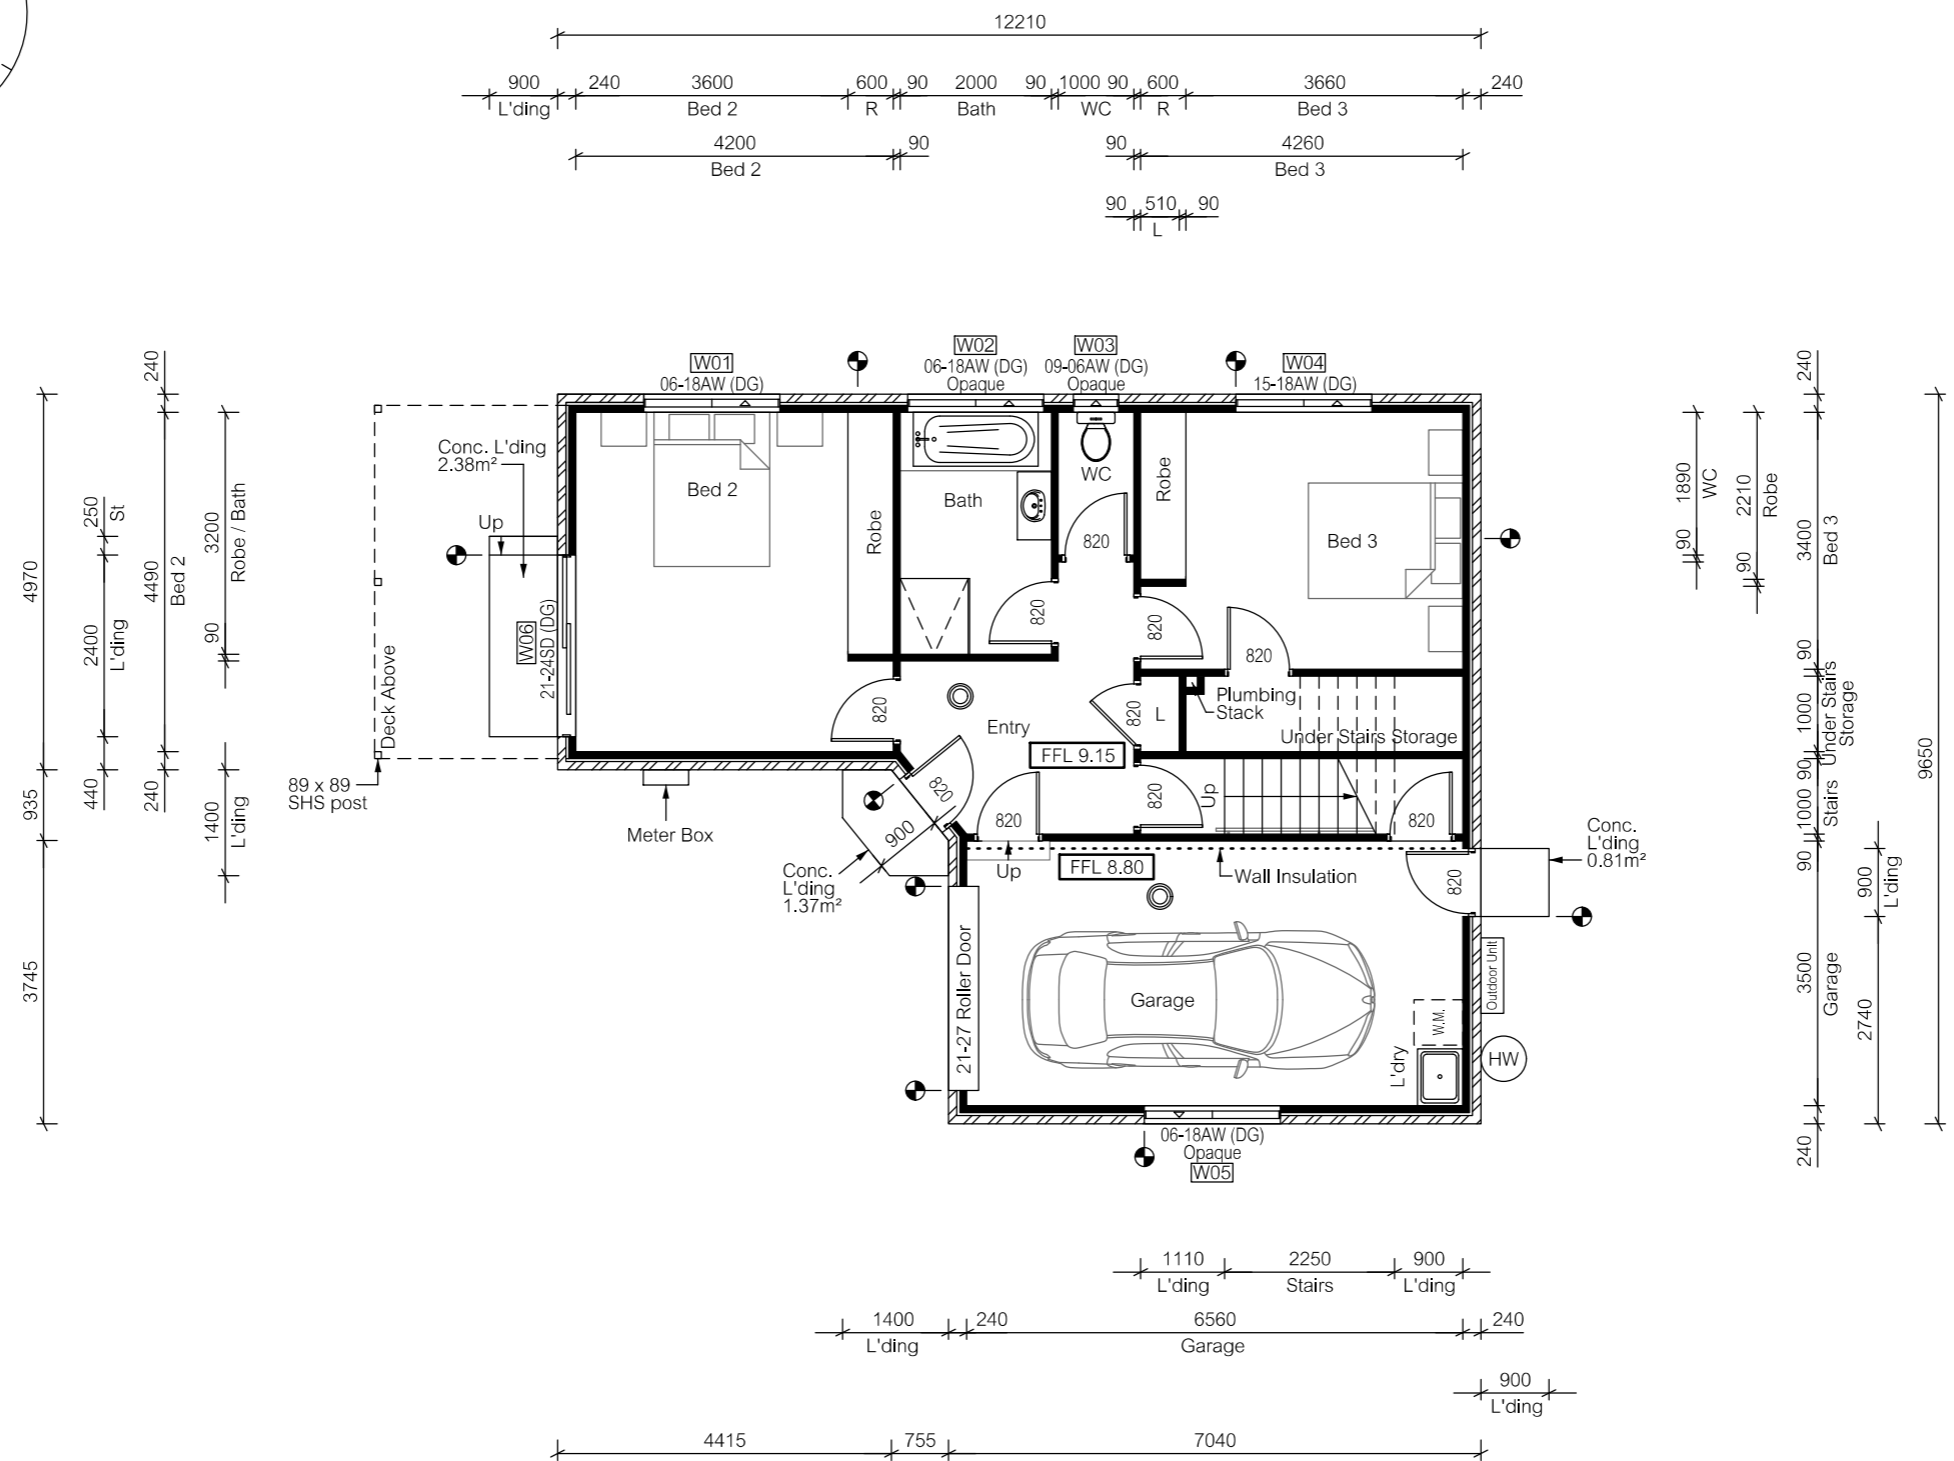 12210
900 240 3600 600 90 2000 90 1000 90 600 3660 240
L'ding Bed 2 R Bath WC R Bed 3
4200 90 90 4260
Bed 2 Bed 3
90 510 90
L
W01
06-18AW (DG)
W02
06-18AW (DG)
Opaque
W03
09-06AW (DG)
Opaque
W04
15-18AW (DG)
4970
935
3745
250
St
2400
L'ding
440
240
4490
Bed 2
240
3200
Robe / Bath
90
1400
L'ding
Conc. L'ding
2.38m²
Up
W06
21-24SD (DG)
Deck Above
89 x 89
SHS post
Bed 2
Robe
Bath
WC
820
820
Robe
Bed 3
820
820
820
Entry
820
L
Plumbing
Stack
Under Stairs Storage
FFL 9.15
820
820
820
Up
820
Meter Box
900
Conc.
L'ding
1.37m²
Up
FFL 8.80
Wall Insulation
820
Conc.
L'ding
0.81m²
21-27 Roller Door
Garage
Outdoor Unit
W.M.
L'dry
HW
06-18AW (DG)
Opaque
W05
1890
WC
90
2210
Robe
90
240
3400
Bed 3
90
1000
Under Stairs
Storage
90
1000
Stairs
90
3500
Garage
240
900
L'ding
2740
9650
1110 2250 900
L'ding Stairs L'ding
1400 240 6560 240
L'ding Garage
900
L'ding
4415 755 7040